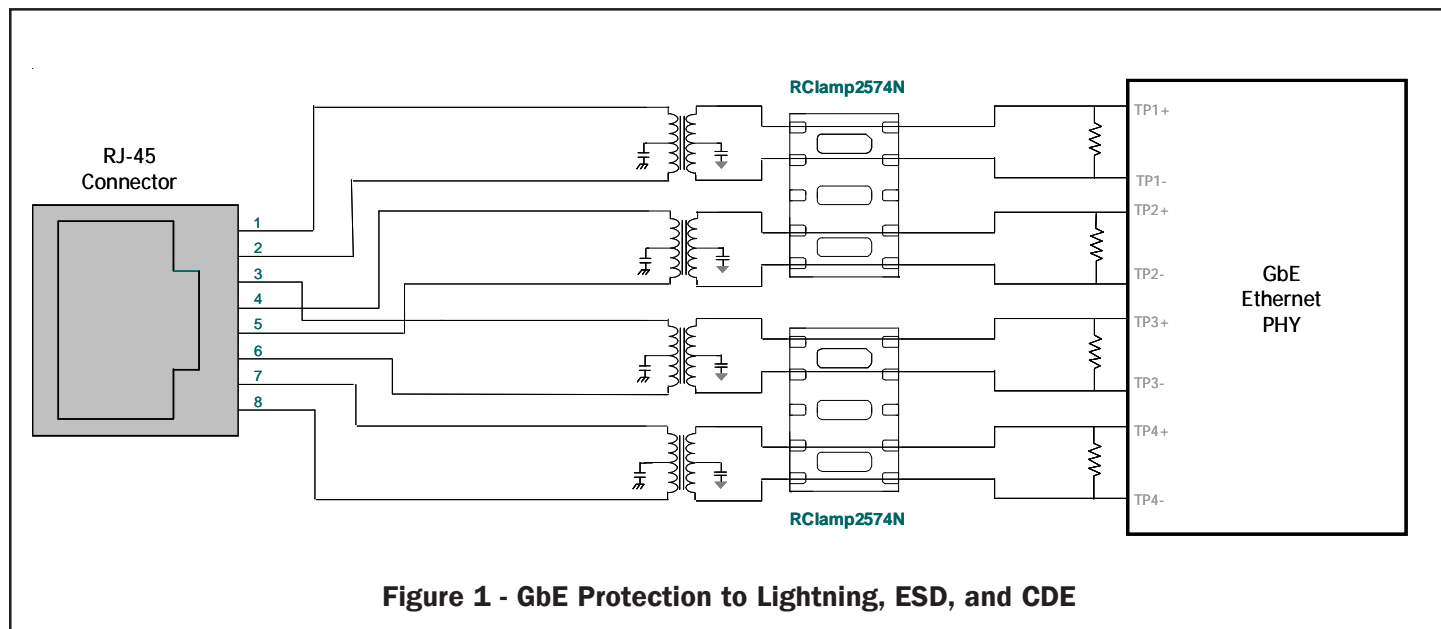 RClamp2574N
RJ-45
Connector
1
2
3
4
5
6
7
8
TP1+
TP1-
TP2+
TP2-
TP3+
TP3-
TP4+
TP4-
GbE
Ethernet
PHY
RClamp2574N
Figure 1 - GbE Protection to Lightning, ESD, and CDE